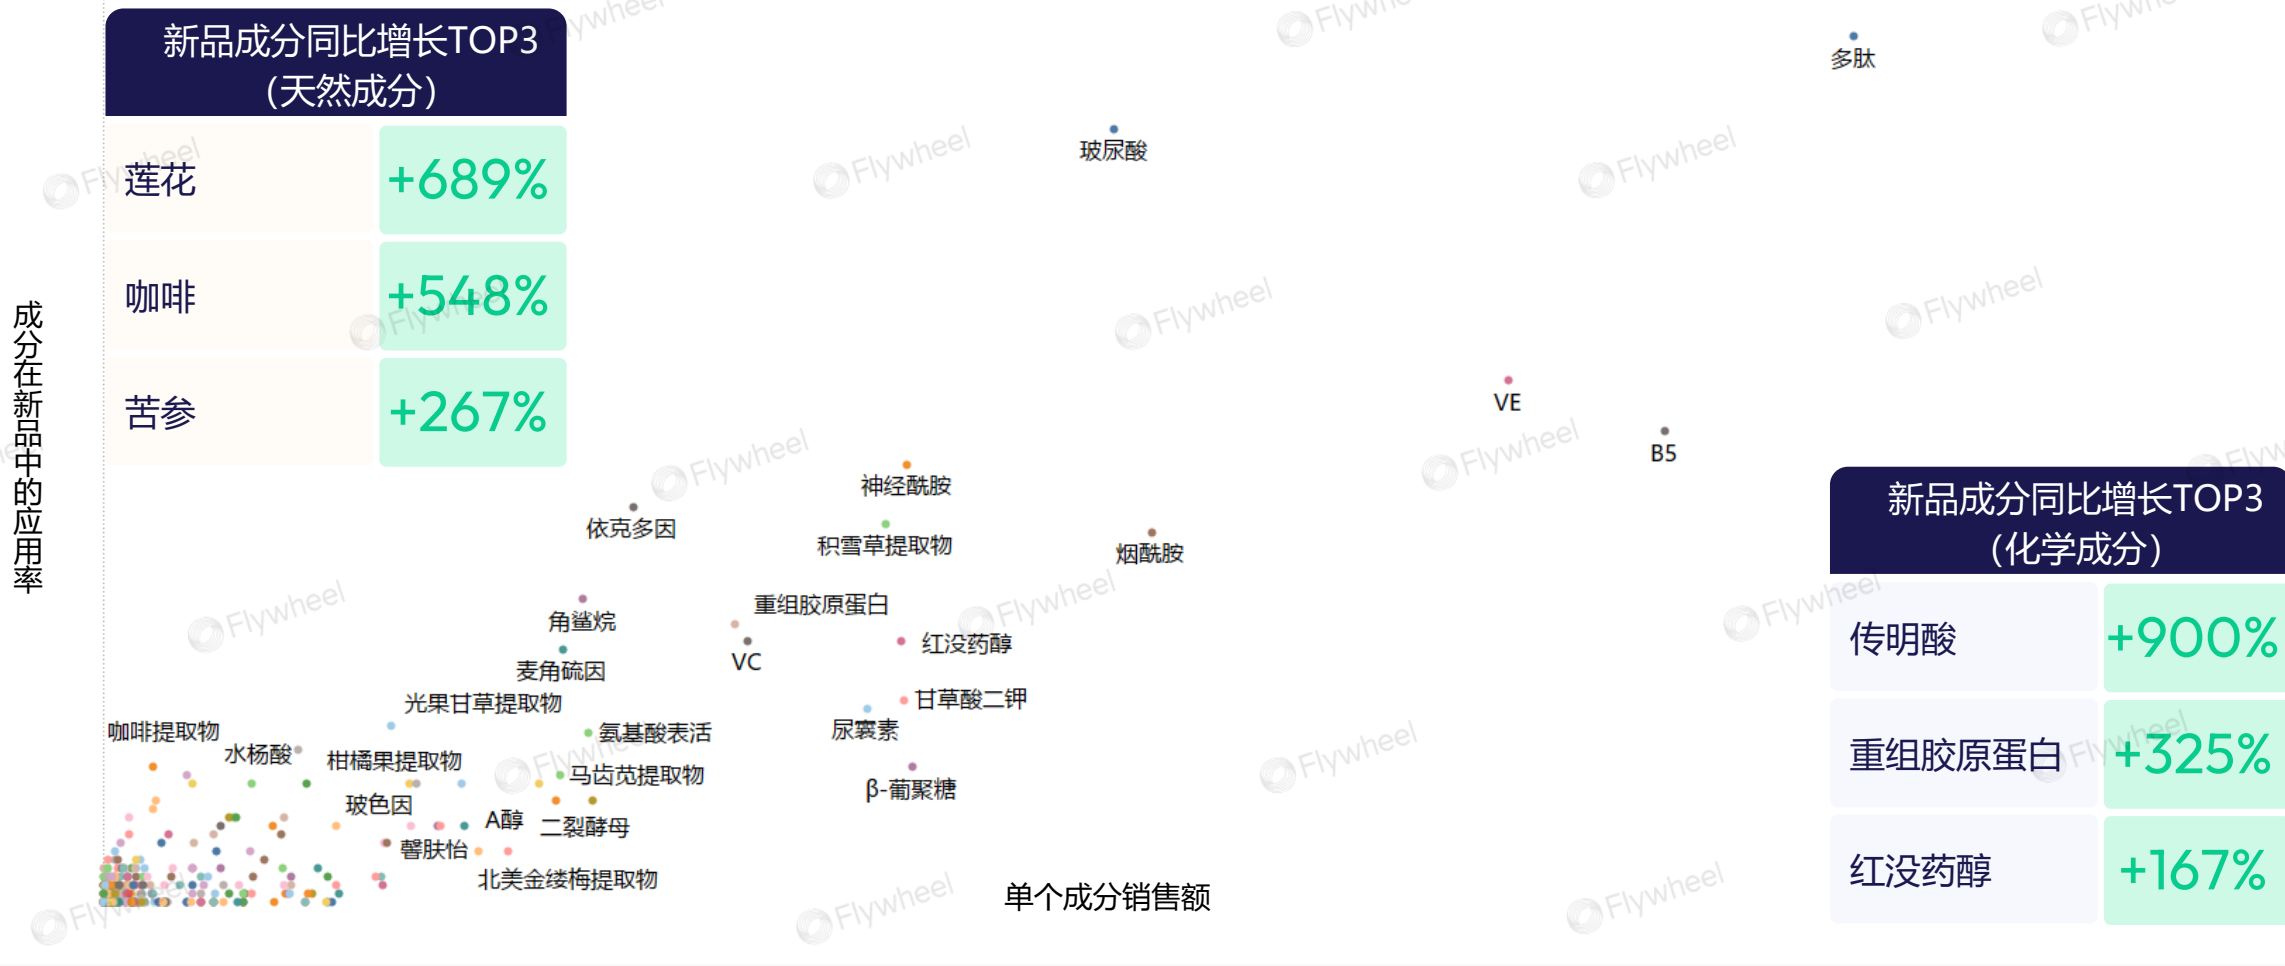 新品成分同比增长TOP3
（天然成分）
莲花 +689%
咖啡 +548%
苦参 +267%
成分在新品中的应用率
多肽
玻尿酸
VE
B5
神经酰胺
依克多因
积雪草提取物
烟酰胺
角鲨烷
重组胶原蛋白
VC
红没药醇
麦角硫因
光果甘草提取物
甘草酸二钾
咖啡提取物
氨基酸表活
尿囊素
水杨酸
柑橘果提取物
马齿苋提取物
β-葡聚糖
玻色因
A醇
二裂酵母
馨肤怡
北美金缕梅提取物
单个成分销售额
新品成分同比增长TOP3
（化学成分）
传明酸 +900%
重组胶原蛋白 +325%
红没药醇 +167%
Flywheel